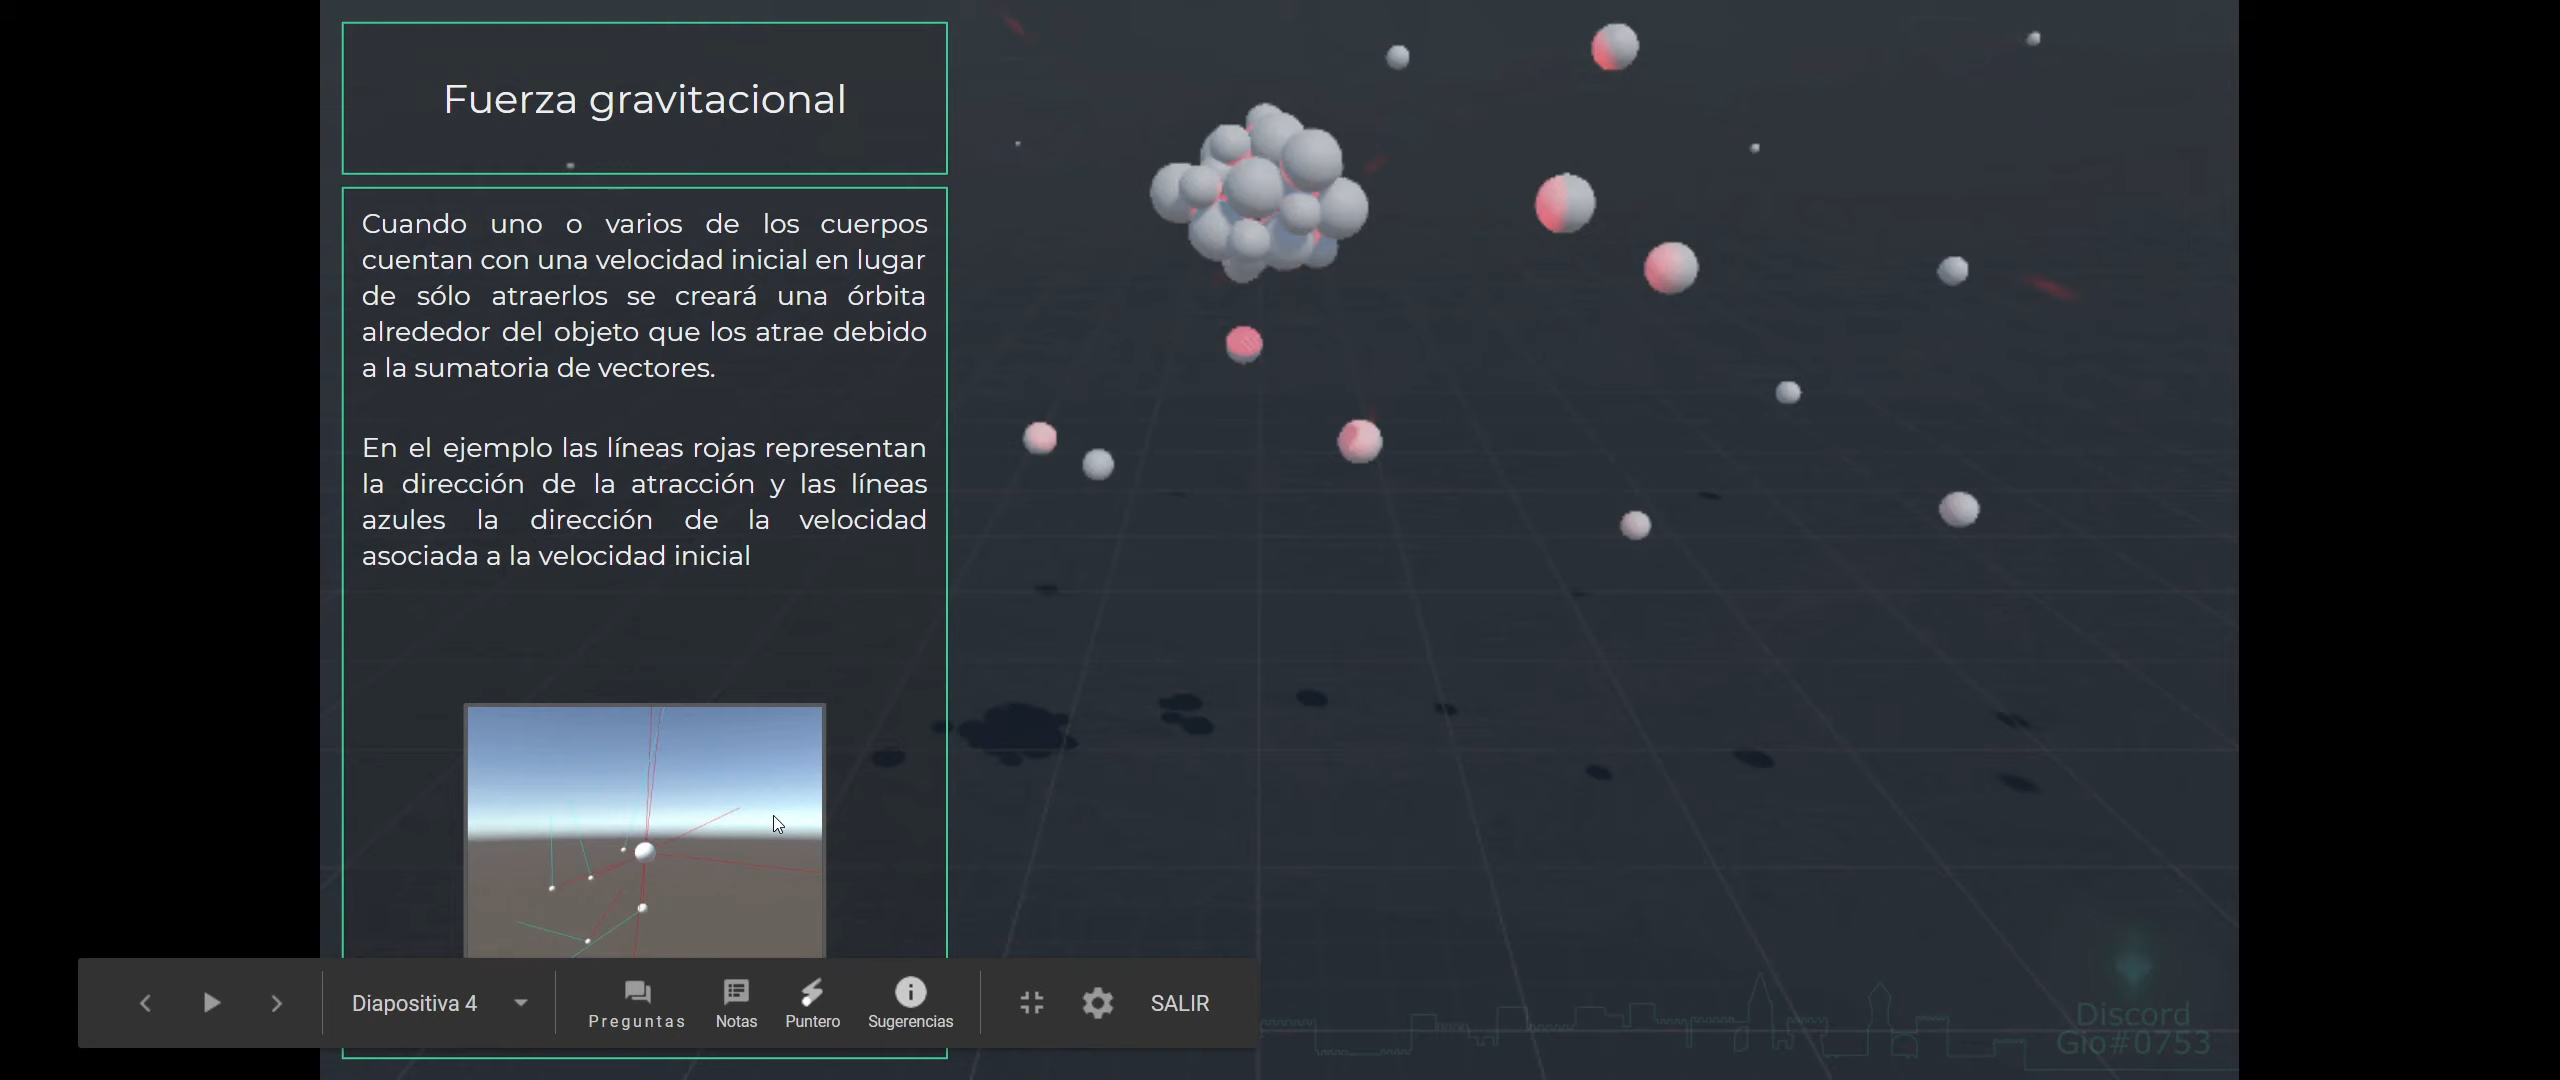 Fuerza gravitacional
Cuando uno o varios de los cuerpos
cuentan con una velocidad inicial en lugar
de sólo atraerlos se creará una órbita
alrededor del objeto que los atrae debido
a la sumatoria de vectores.
En el ejemplo las líneas rojas representan
la dirección de la atracción y las líneas
azules la dirección de la velocidad
asociada a la velocidad inicial
Diapositiva 4
Preguntas
Notas
Puntero
Sugerencias
SALIR
Discord
Gio#0753